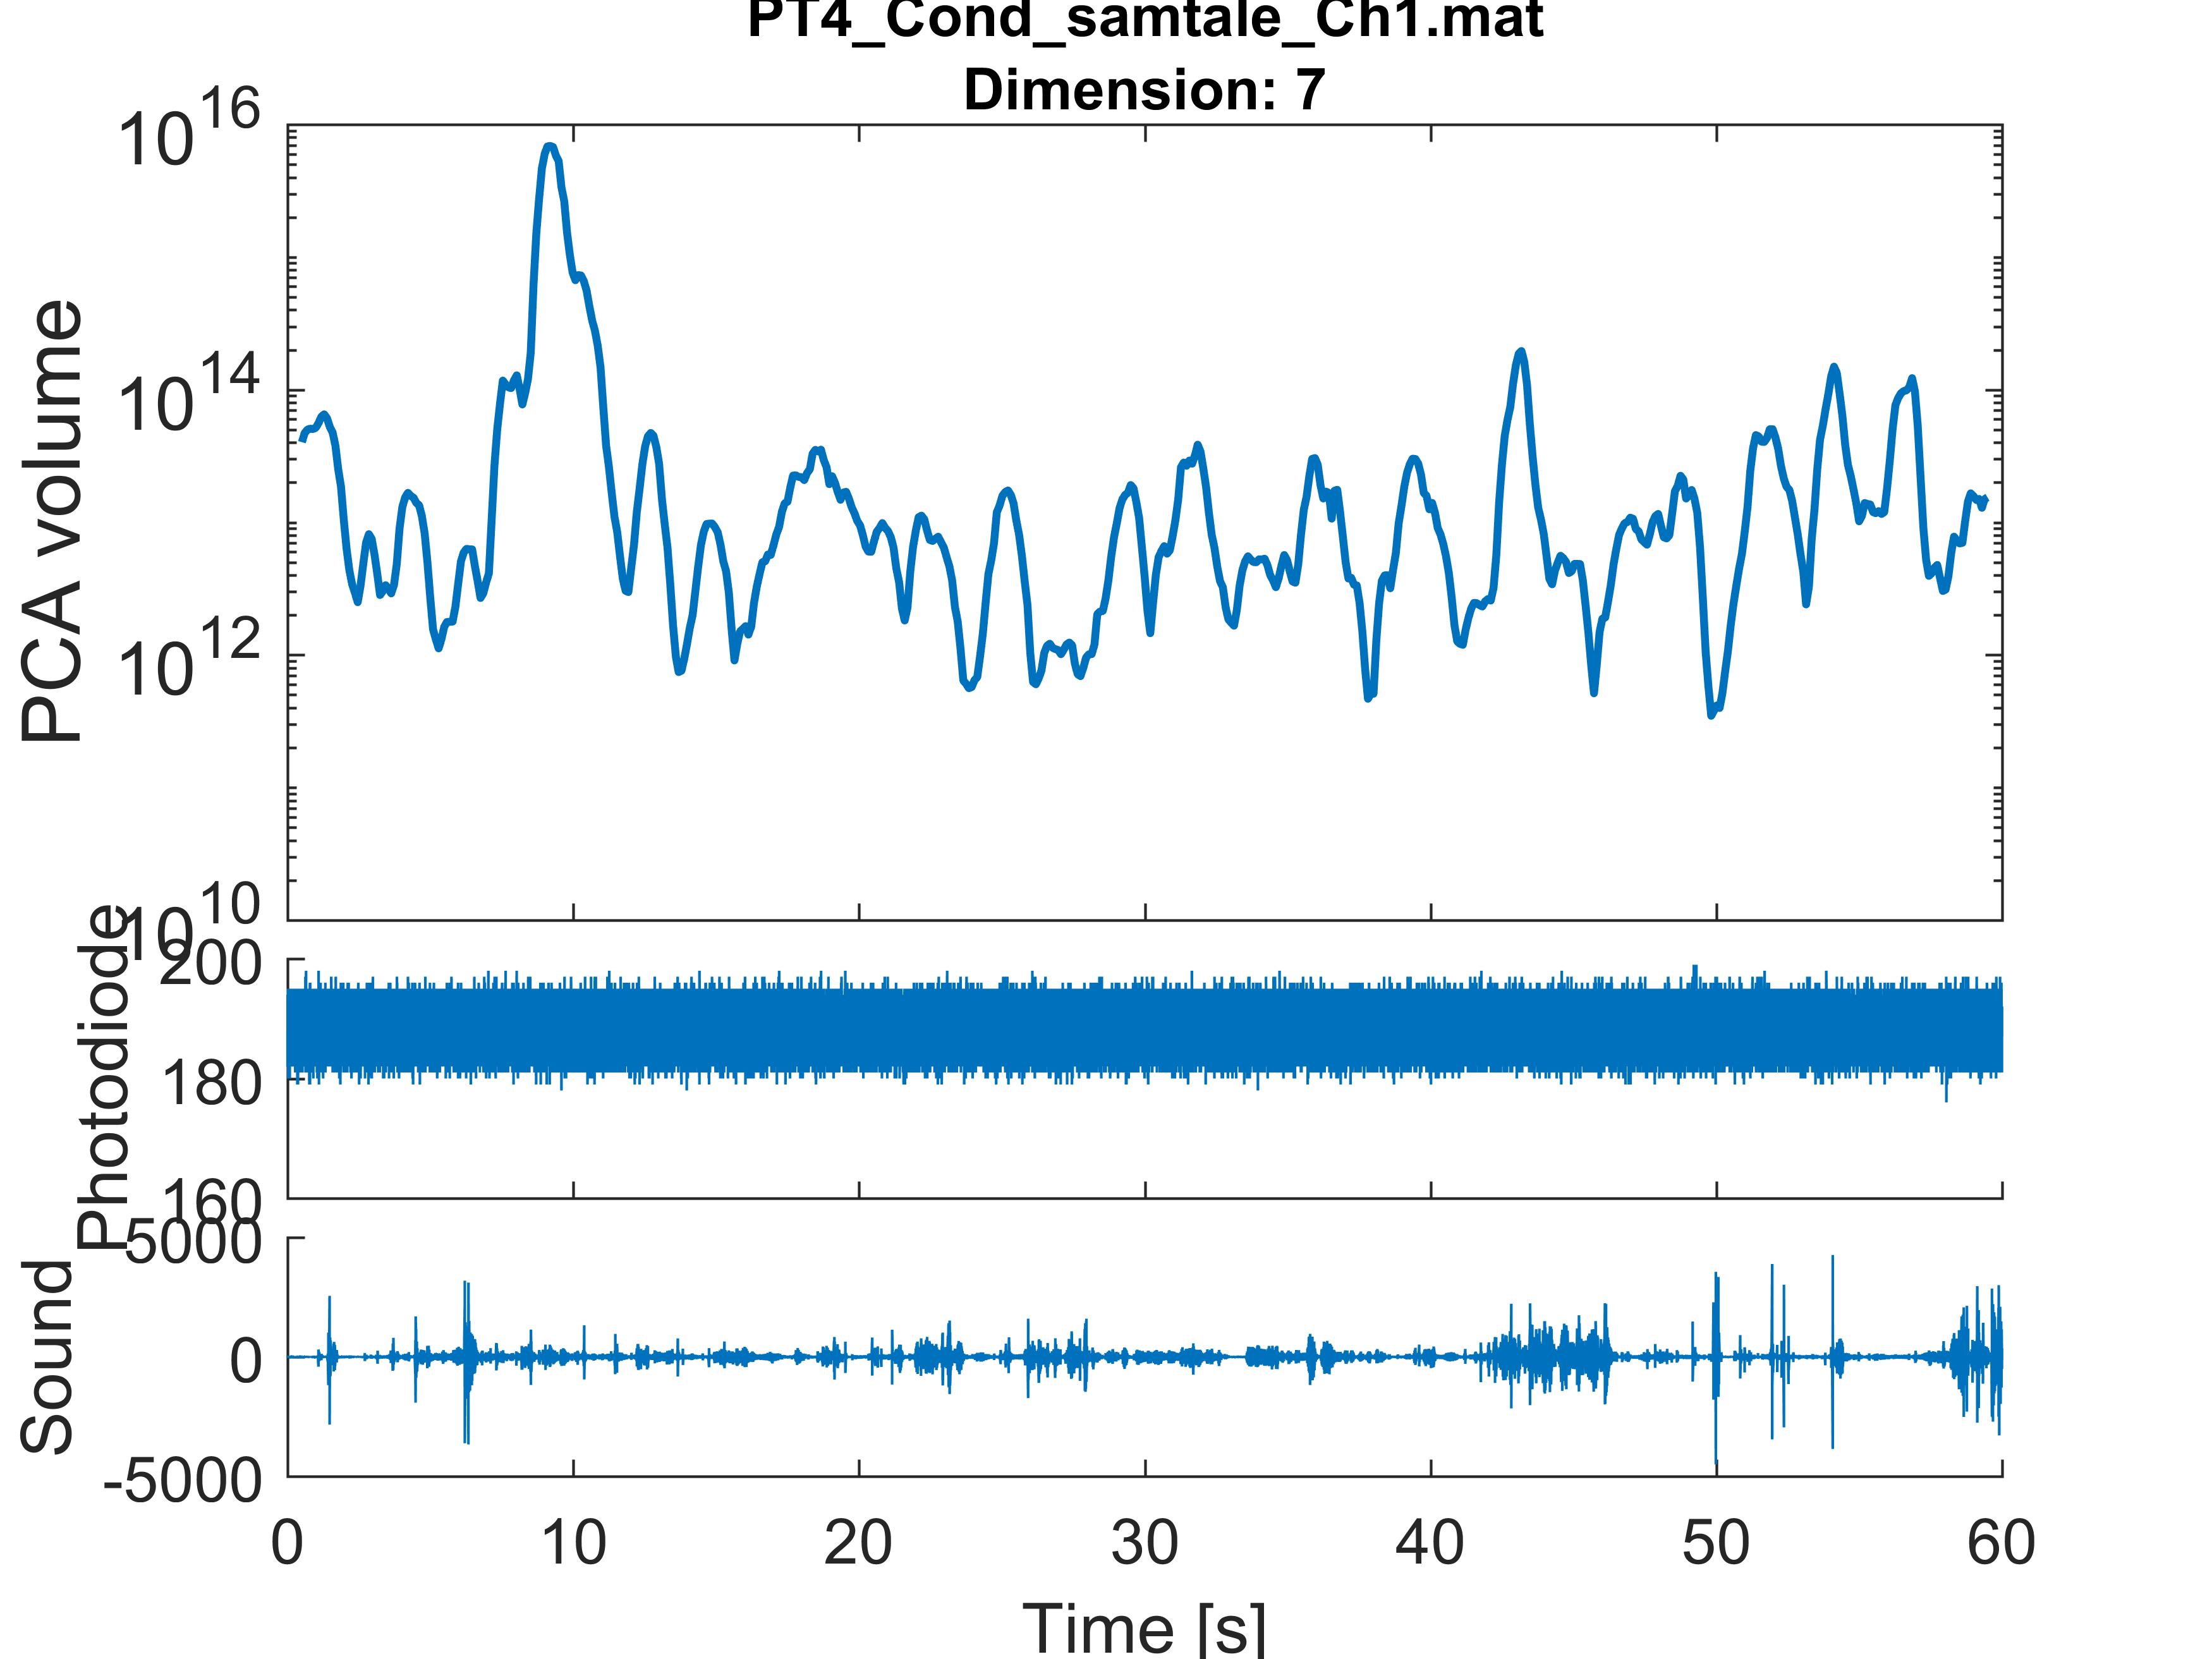 PT4_Cond_samtale_Ch1.mat
Dimension: 7
PCA volume
10^16
10^14
10^12
10^10
Photodiode
200
180
160
Sound
5000
0
-5000
0 10 20 30 40 50 60
Time [s]